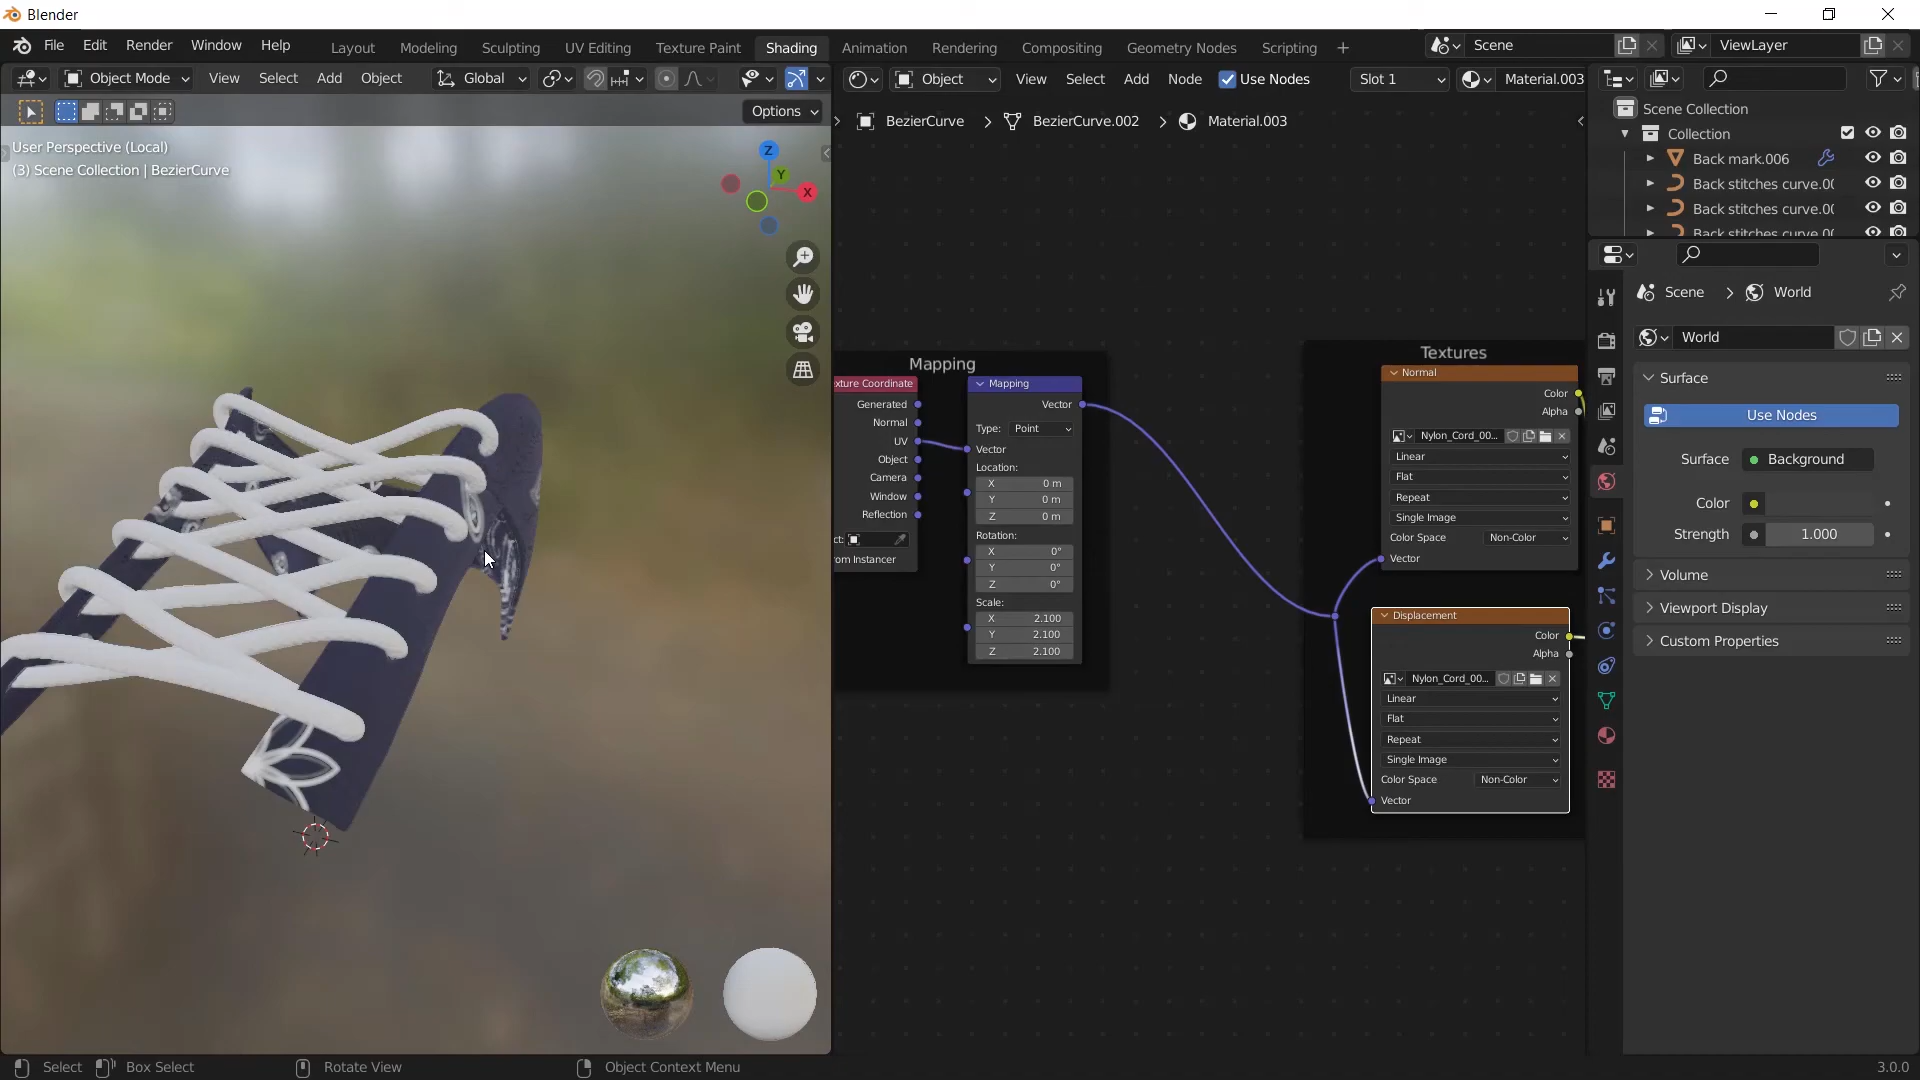 Blender
File Edit Render Window Help
Layout Modeling Sculpting UV Editing Texture Paint Shading Animation Rendering Compositing Geometry Nodes Scripting
Scene
ViewLayer
Object Mode View Select Add Object Global
Object View Select Add Node Use Nodes Slot 1 Material.003
Options
User Perspective (Local)
(3) Scene Collection | BezierCurve
Z
Y
X
BezierCurve > BezierCurve.002 > Material.003
Scene Collection
Collection
Back mark.006
Back stitches curve.00
Back stitches curve.00
Back stitches curve.00
Scene > World
World
Surface
Use Nodes
Surface Background
Color
Strength 1.000
Volume
Viewport Display
Custom Properties
Mapping
exture Coordinate
Generated
Normal
UV
Object
Camera
Window
Reflection
ct:
om Instancer
Mapping
Vector
Type: Point
Vector
Location:
X 0 m
Y 0 m
Z 0 m
Rotation:
X 0°
Y 0°
Z 0°
Scale:
X 2.100
Y 2.100
Z 2.100
Textures
Normal
Color
Alpha
Nylon_Cord_00...
Linear
Flat
Repeat
Single Image
Color Space Non-Color
Vector
Displacement
Color
Alpha
Nylon_Cord_00...
Linear
Flat
Repeat
Single Image
Color Space Non-Color
Vector
Select Box Select Rotate View Object Context Menu 3.0.0